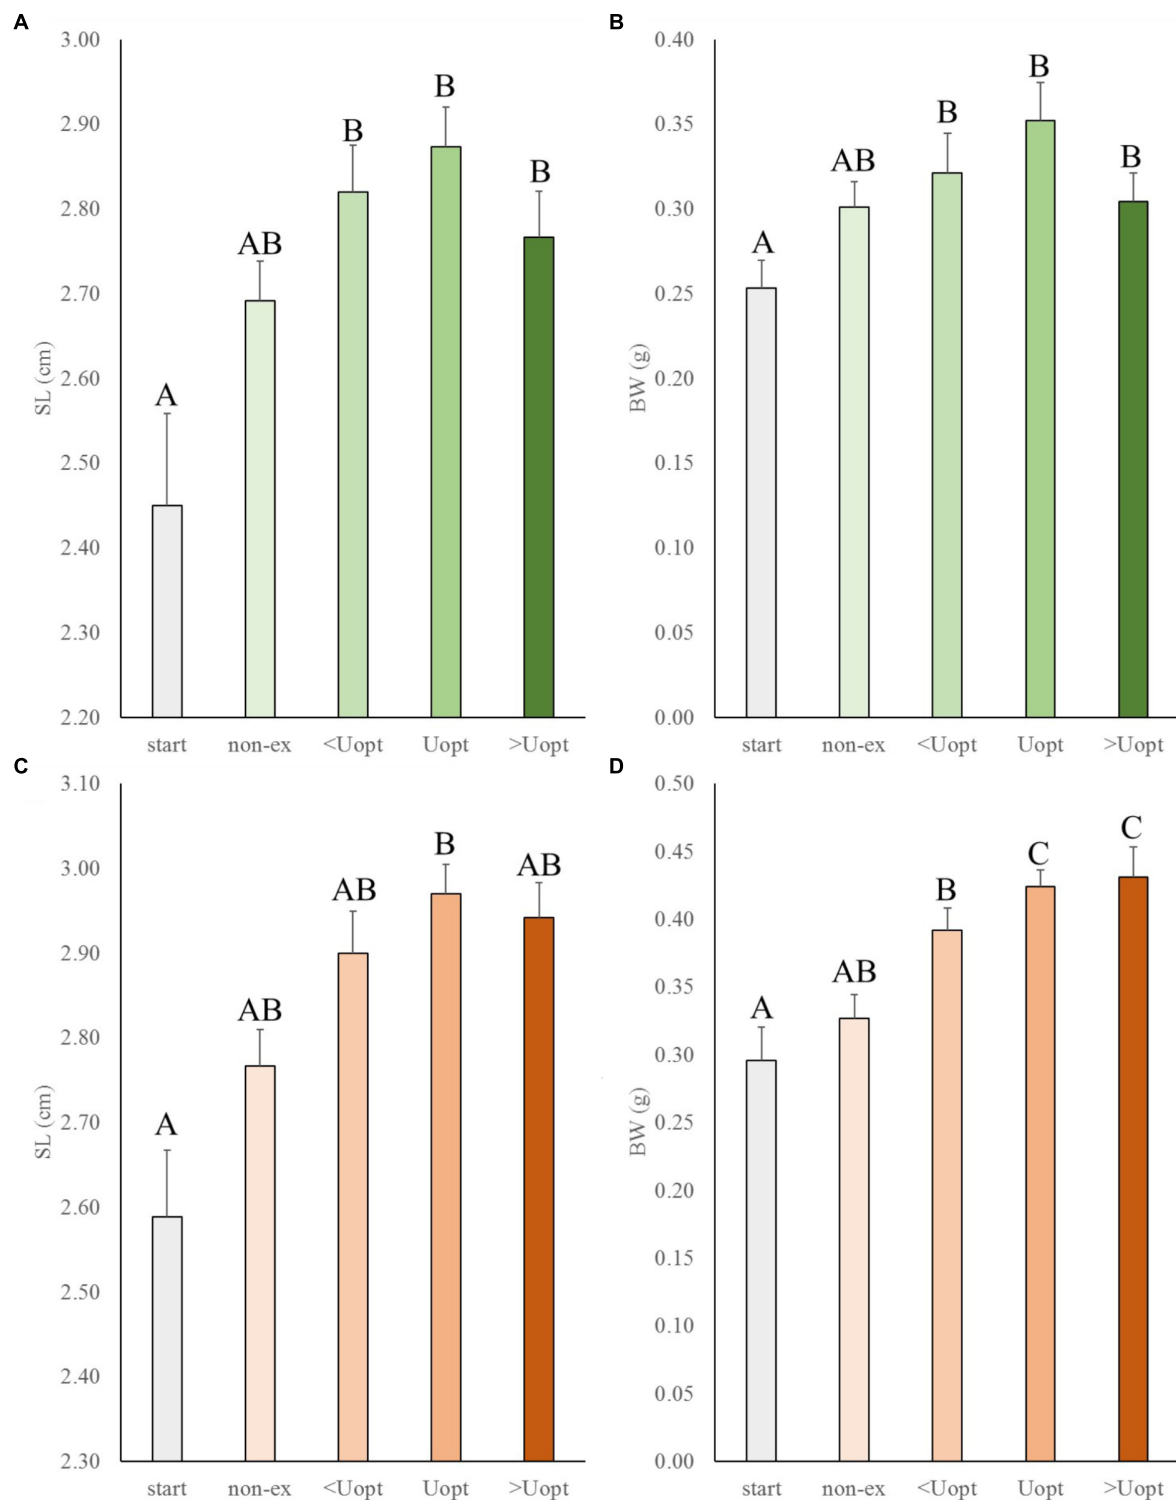 A
3.00
2.90
2.80
2.70
2.60
2.50
2.40
2.30
2.20
SL (cm)
A
AB
B
B
B
start non-ex <Uopt Uopt >Uopt
B
0.40
0.35
0.30
0.25
0.20
0.15
0.10
0.05
0.00
BW (g)
A
AB
B
B
B
start non-ex <Uopt Uopt >Uopt
C
3.10
3.00
2.90
2.80
2.70
2.60
2.50
2.40
2.30
SL (cm)
A
AB
AB
B
AB
start non-ex <Uopt Uopt >Uopt
D
0.50
0.45
0.40
0.35
0.30
0.25
0.20
0.15
0.10
0.05
0.00
BW (g)
A
AB
B
C
C
start non-ex <Uopt Uopt >Uopt